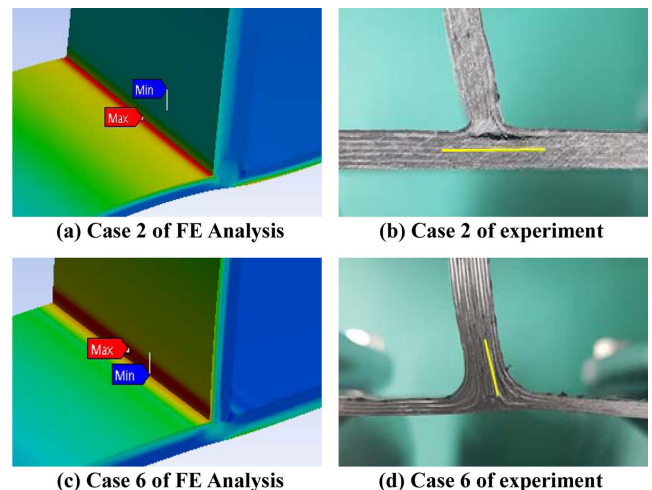 Min
Max
(a) Case 2 of FE Analysis
(b) Case 2 of experiment
Max
Min
(c) Case 6 of FE Analysis
(d) Case 6 of experiment